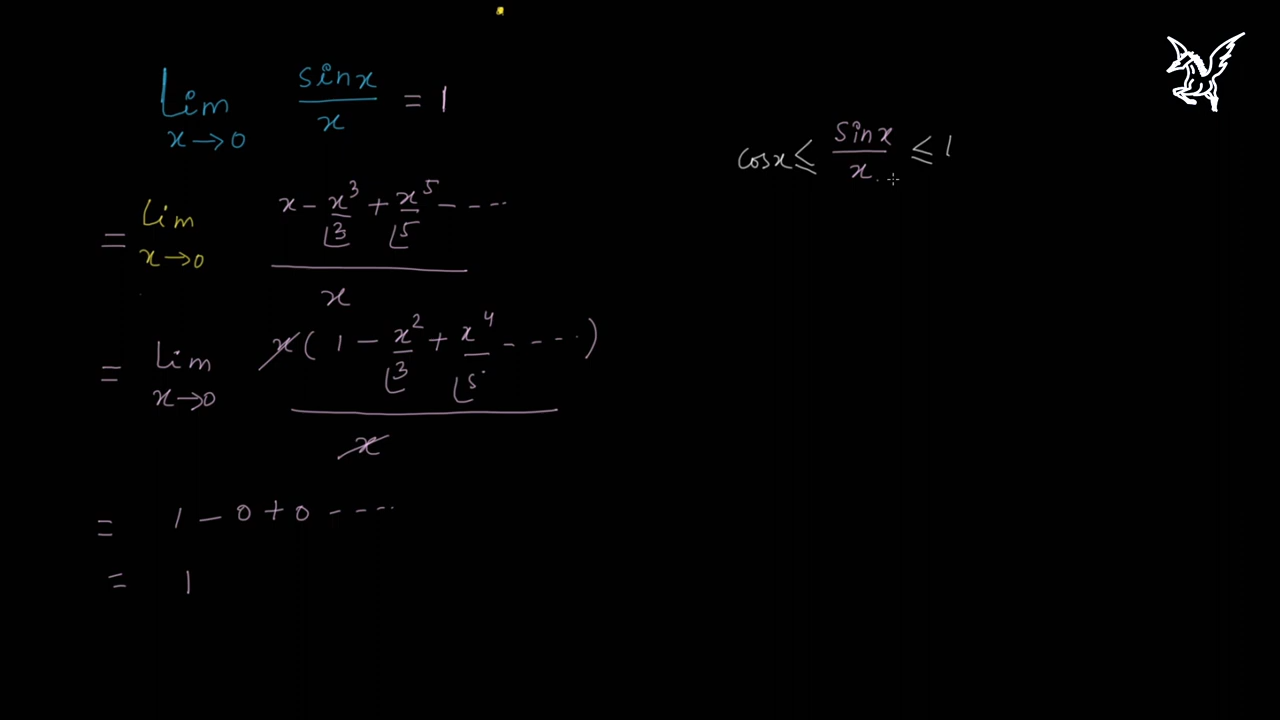 Lim x→0 sinx/x = 1
= Lim x→0 (x - x³/⌊3 + x⁵/⌊5 - - - ··)/x
= Lim x→0 x(1 - x²/⌊3 + x⁴/⌊5 - - - ··)/x
= 1 - 0 + 0 - - - ··
= 1
cosx ≤ sinx/x ≤ 1